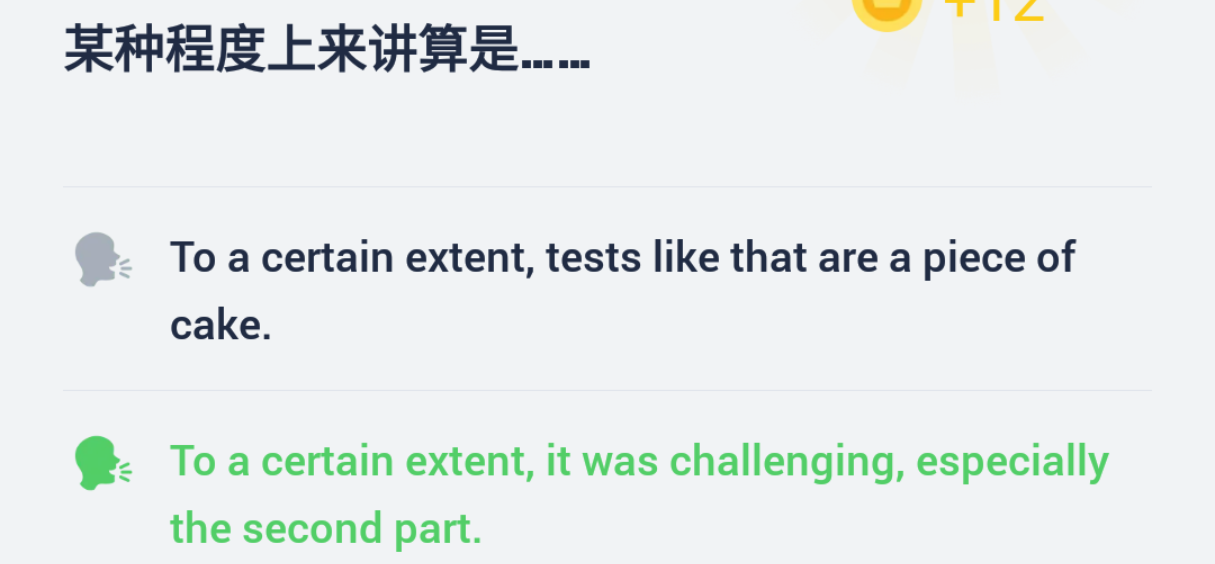 +12
某种程度上来讲算是……
To a certain extent, tests like that are a piece of
cake.
To a certain extent, it was challenging, especially
the second part.